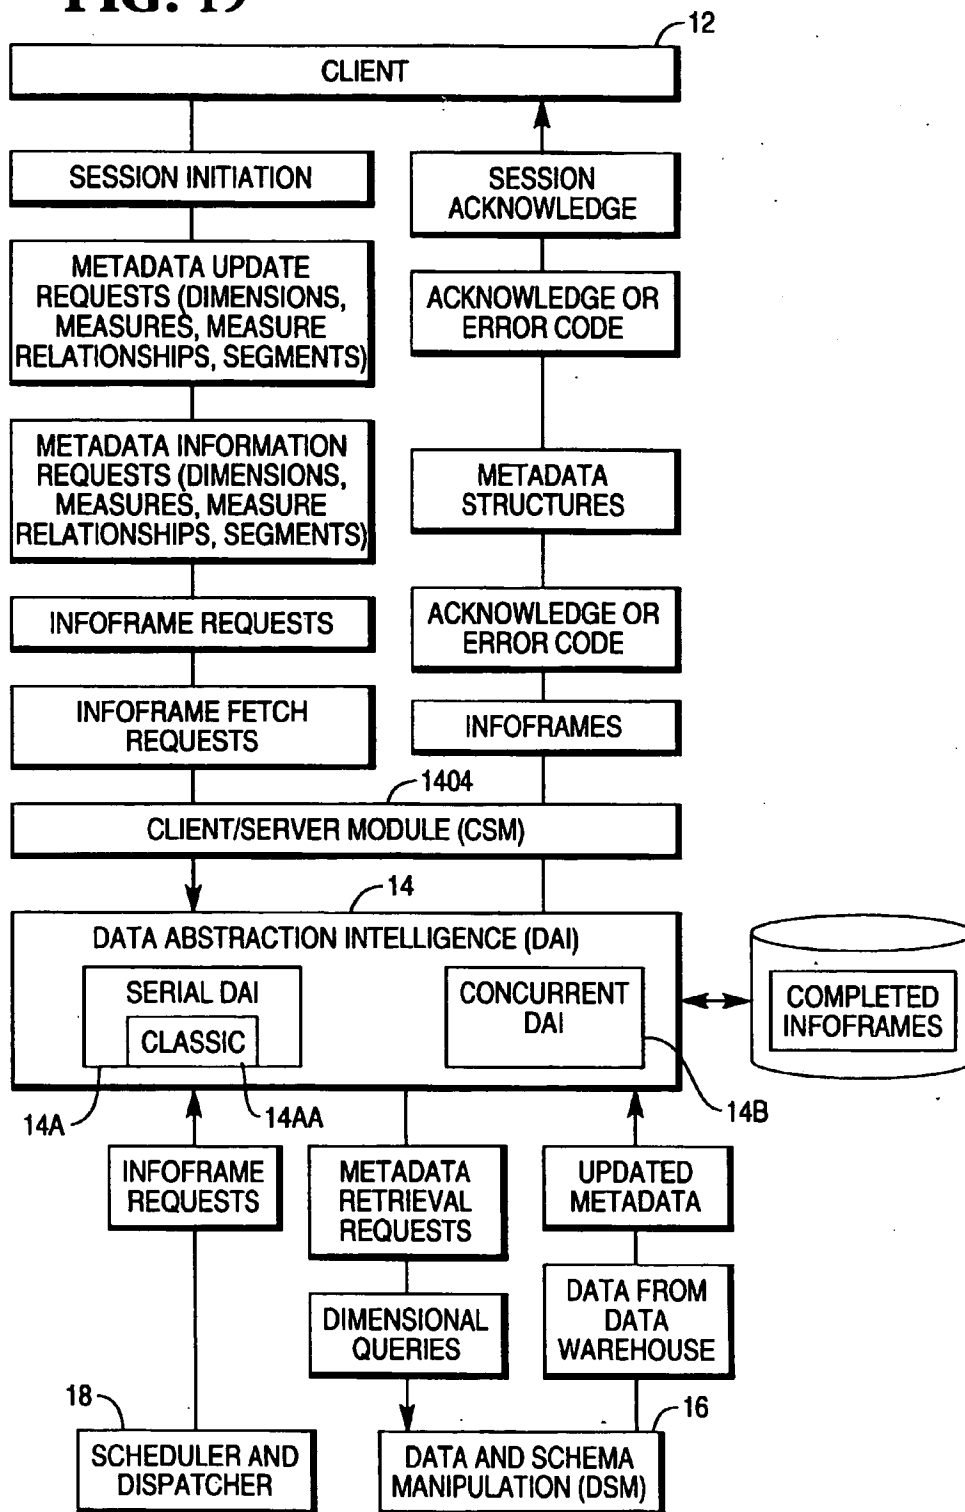 FIG. 19
12
CLIENT
SESSION INITIATION
SESSION
ACKNOWLEDGE
METADATA UPDATE
REQUESTS (DIMENSIONS,
MEASURES, MEASURE
RELATIONSHIPS, SEGMENTS)
ACKNOWLEDGE OR
ERROR CODE
METADATA INFORMATION
REQUESTS (DIMENSIONS,
MEASURES, MEASURE
RELATIONSHIPS, SEGMENTS)
METADATA
STRUCTURES
INFOFRAME REQUESTS
ACKNOWLEDGE OR
ERROR CODE
INFOFRAME FETCH
REQUESTS
INFOFRAMES
1404
CLIENT/SERVER MODULE (CSM)
14
DATA ABSTRACTION INTELLIGENCE (DAI)
SERIAL DAI
CLASSIC
CONCURRENT
DAI
COMPLETED
INFOFRAMES
14A
14AA
14B
INFOFRAME
REQUESTS
METADATA
RETRIEVAL
REQUESTS
UPDATED
METADATA
DIMENSIONAL
QUERIES
DATA FROM
DATA
WAREHOUSE
18
16
SCHEDULER AND
DISPATCHER
DATA AND SCHEMA
MANIPULATION (DSM)